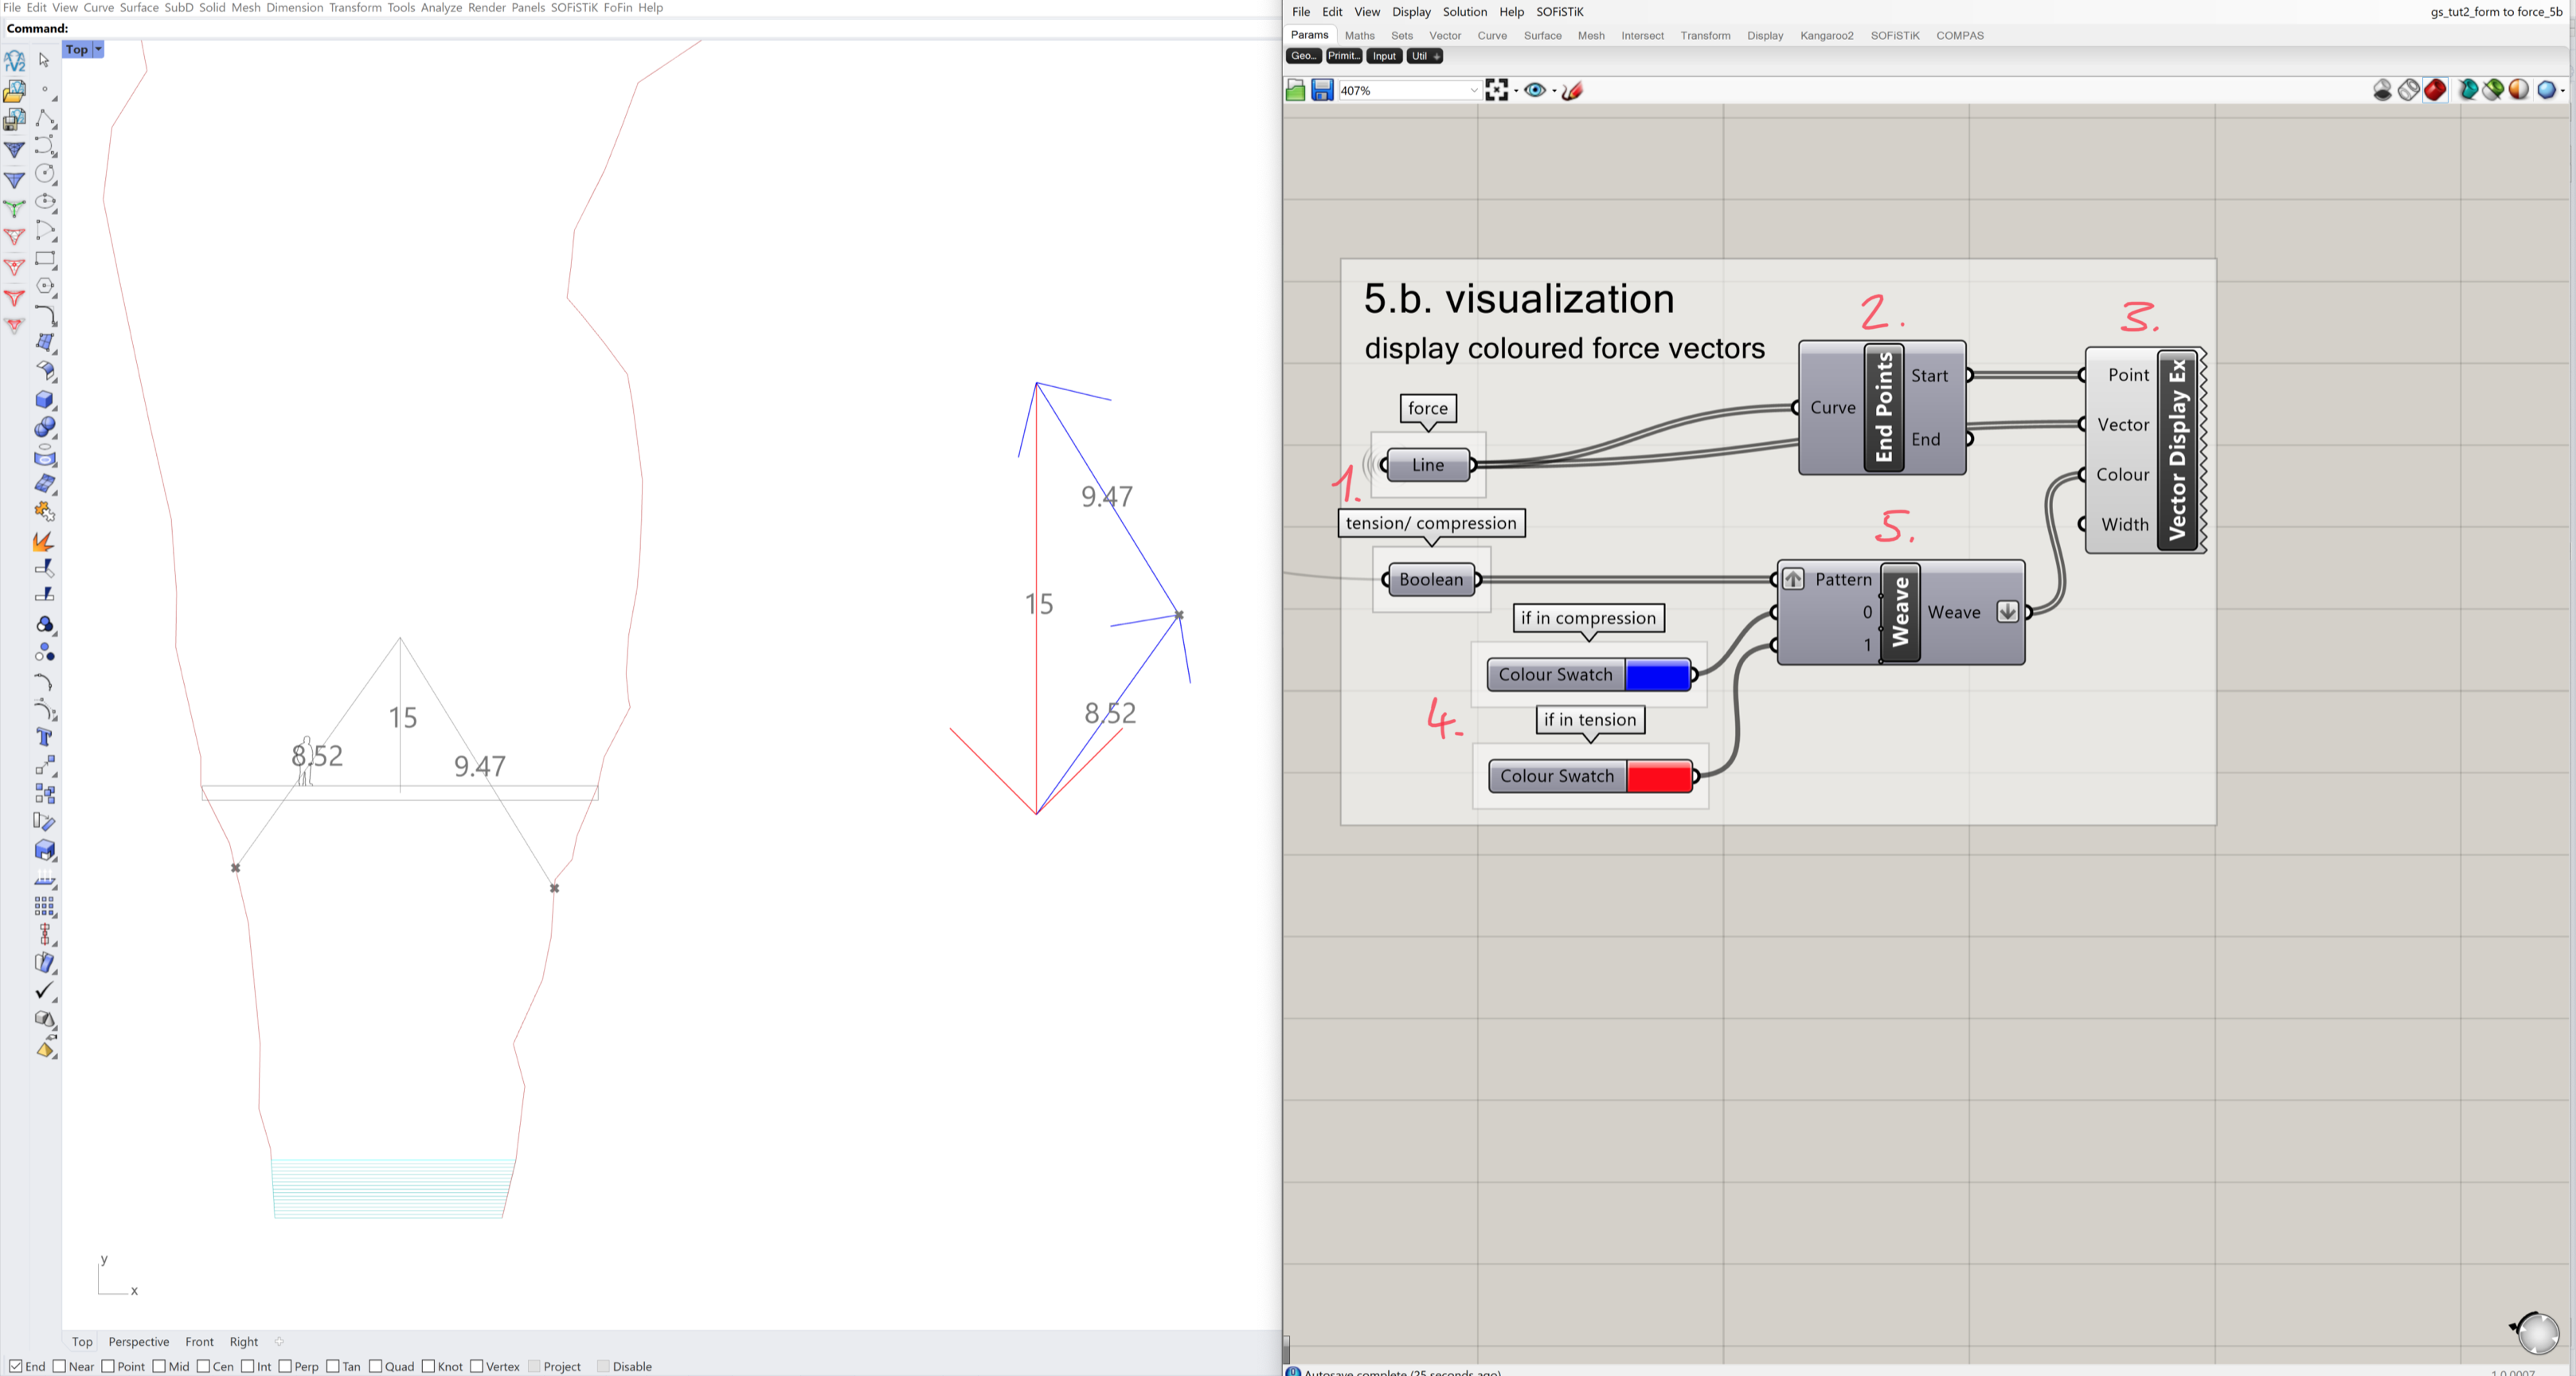 File Edit View Curve Surface SubD Solid Mesh Dimension Transform Tools Analyze Render Panels SOFiSTiK FoFin Help
Command:
Top
15
8.52
9.47
9.47
15
8.52
y
x
Top Perspective Front Right
End Near Point Mid Cen Int Perp Tan Quad Knot Vertex Project Disable
File Edit View Display Solution Help SOFiSTiK
gs_tut2_form to force_5b
Params Maths Sets Vector Curve Surface Mesh Intersect Transform Display Kangaroo2 SOFiSTiK COMPAS
Geo... Primit... Input Util
407%
5.b. visualization
display coloured force vectors
1.
force
Line
tension/ compression
Boolean
2.
Curve
End Points
Start
End
3.
Point
Vector
Colour
Width
Vector Display Ex
4.
if in compression
Colour Swatch
if in tension
Colour Swatch
5.
Pattern
0
1
Weave
Weave
Autosave complete (25 seconds ago)
1.0.0007